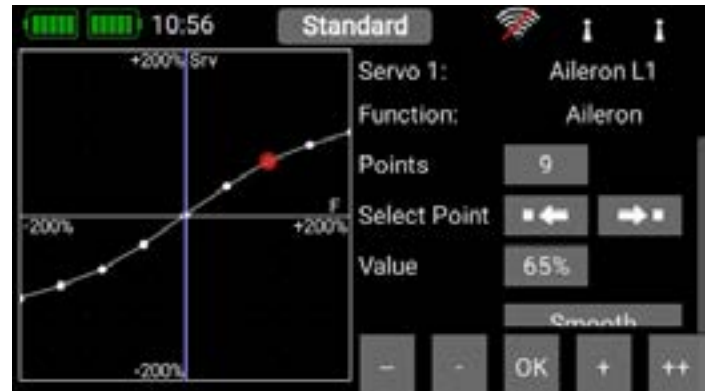 10:56 Standard
+200% Srv
Servo 1: Aileron L1
Function: Aileron
Points 9
F
Select Point
-200% +200%
Value 65%
Smooth
-200%
-- - OK + ++